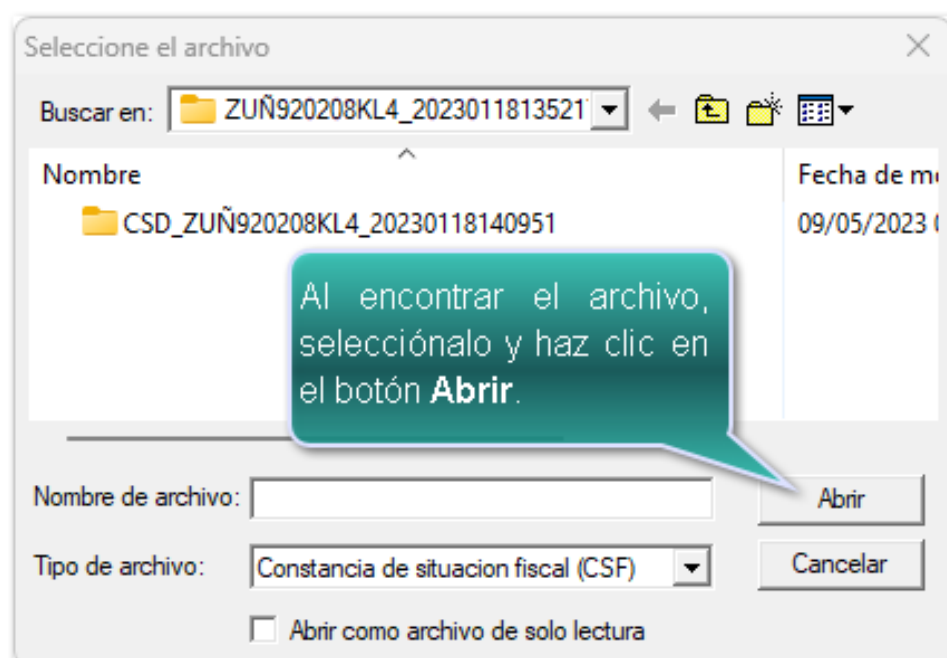 Seleccione el archivo
Buscar en: ZUÑ920208KL4_2023011813521
Nombre Fecha de
CSD_ZUÑ920208KL4_20230118140951 09/05/2023
Al encontrar el archivo,
selecciónalo y haz clic en
el botón Abrir.
Nombre de archivo: Abrir
Tipo de archivo: Constancia de situacion fiscal (CSF) Cancelar
Abrir como archivo de solo lectura